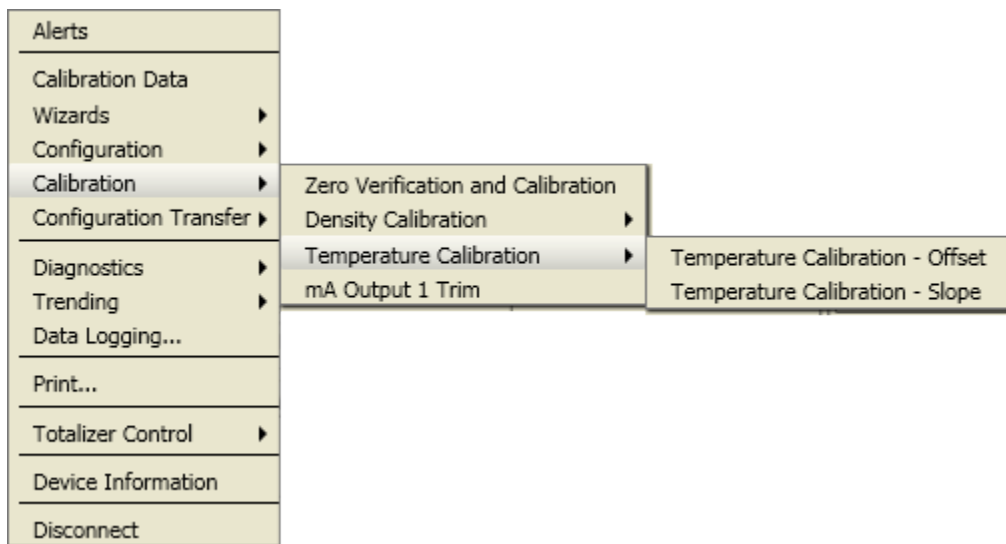 Alerts
Calibration Data
Wizards
Configuration
Calibration
Configuration Transfer
Diagnostics
Trending
Data Logging...
Print...
Totalizer Control
Device Information
Disconnect
Zero Verification and Calibration
Density Calibration
Temperature Calibration
mA Output 1 Trim
Temperature Calibration - Offset
Temperature Calibration - Slope